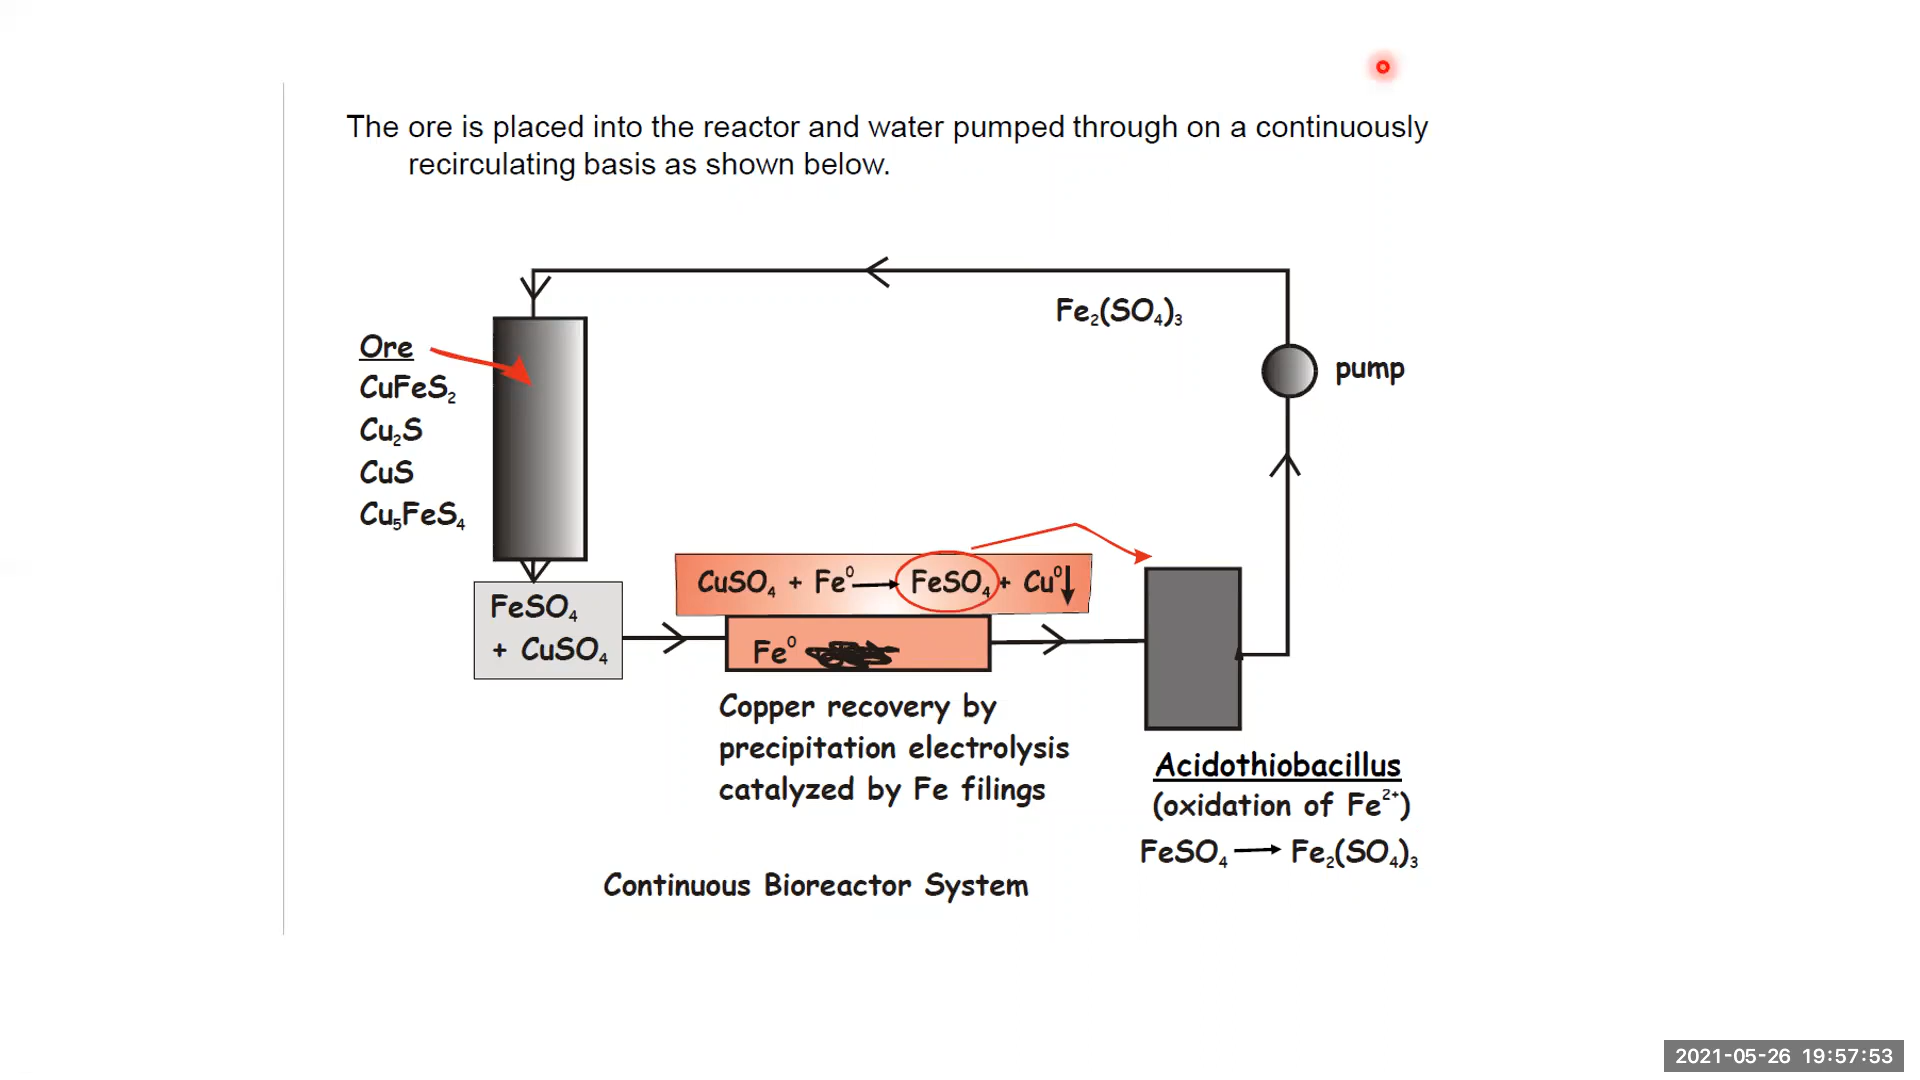 The ore is placed into the reactor and water pumped through on a continuously
recirculating basis as shown below.
Fe₂(SO₄)₃
pump
Ore
CuFeS₂
Cu₂S
CuS
Cu₅FeS₄
CuSO₄ + Fe⁰ → FeSO₄ + Cu⁰↓
FeSO₄
+ CuSO₄
Fe⁰
Copper recovery by
precipitation electrolysis
catalyzed by Fe filings
Acidothiobacillus
(oxidation of Fe²⁺)
FeSO₄ → Fe₂(SO₄)₃
Continuous Bioreactor System
2021-05-26 19:57:53